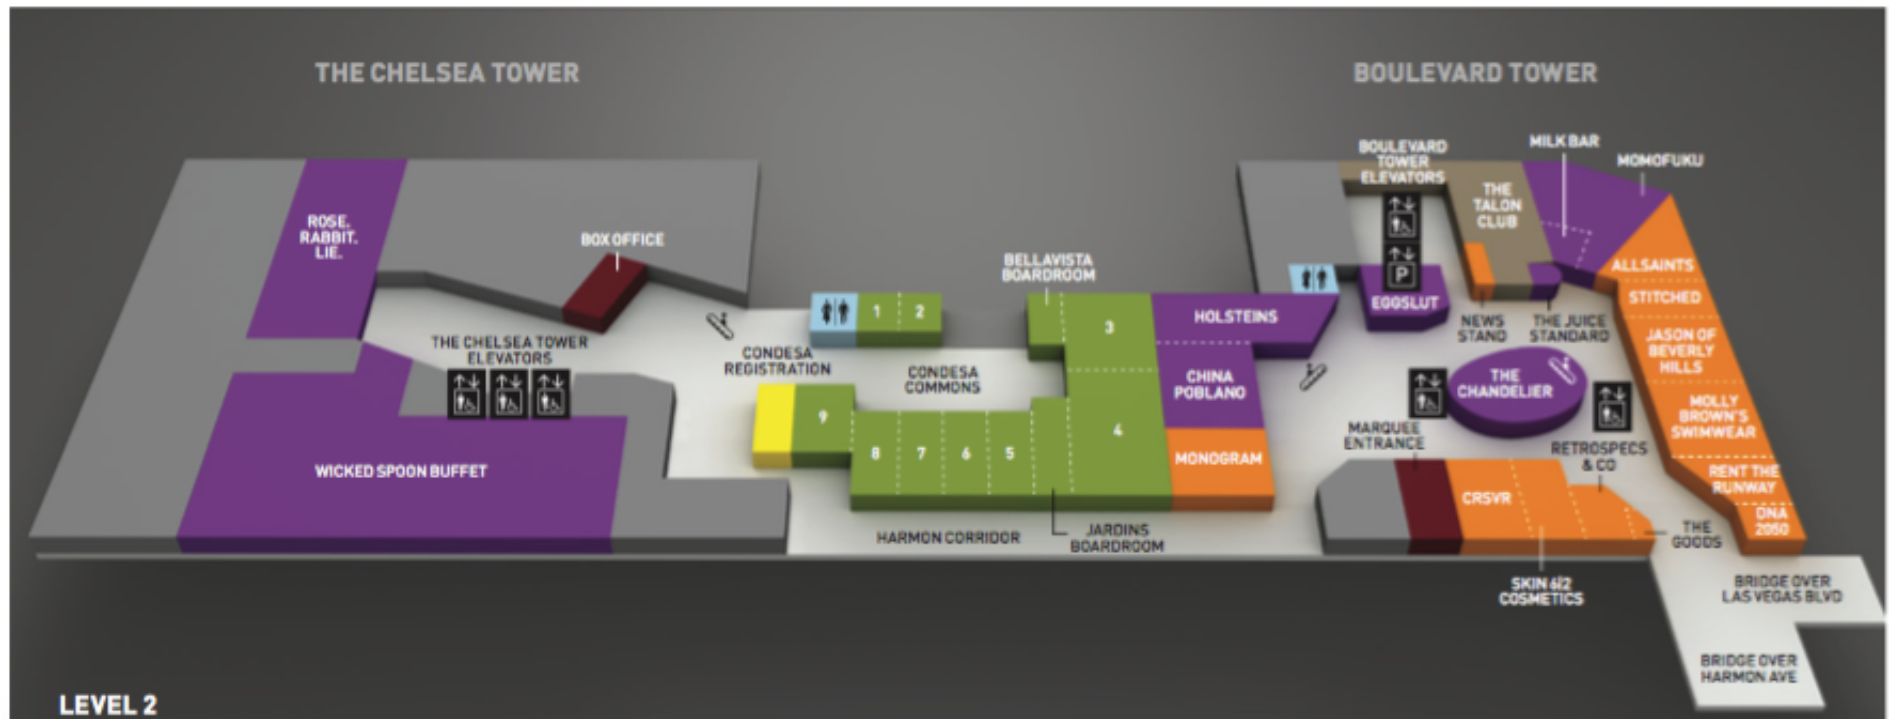 THE CHELSEA TOWER
BOULEVARD TOWER
ROSE.
RABBIT.
LIE.
BOX OFFICE
THE CHELSEA TOWER
ELEVATORS
WICKED SPOON BUFFET
CONDESA
REGISTRATION
1
2
CONDESA
COMMONS
BELLAVISTA
BOARDROOM
3
4
9
8
7
6
5
HARMON CORRIDOR
JARDINS
BOARDROOM
HOLSTEINS
CHINA
POBLANO
MONOGRAM
BOULEVARD
TOWER
ELEVATORS
P
EGGSLUT
THE
TALON
CLUB
MILK BAR
MOMOFUKU
NEWS
STAND
THE JUICE
STANDARD
ALLSAINTS
STITCHED
JASON OF
BEVERLY
HILLS
MOLLY
BROWN'S
SWIMWEAR
RENT THE
RUNWAY
DNA
2050
THE
CHANDELIER
MARQUEE
ENTRANCE
RETROSPECS
& CO
CRSVR
THE
GOODS
SKIN 6|2
COSMETICS
BRIDGE OVER
LAS VEGAS BLVD
BRIDGE OVER
HARMON AVE
LEVEL 2